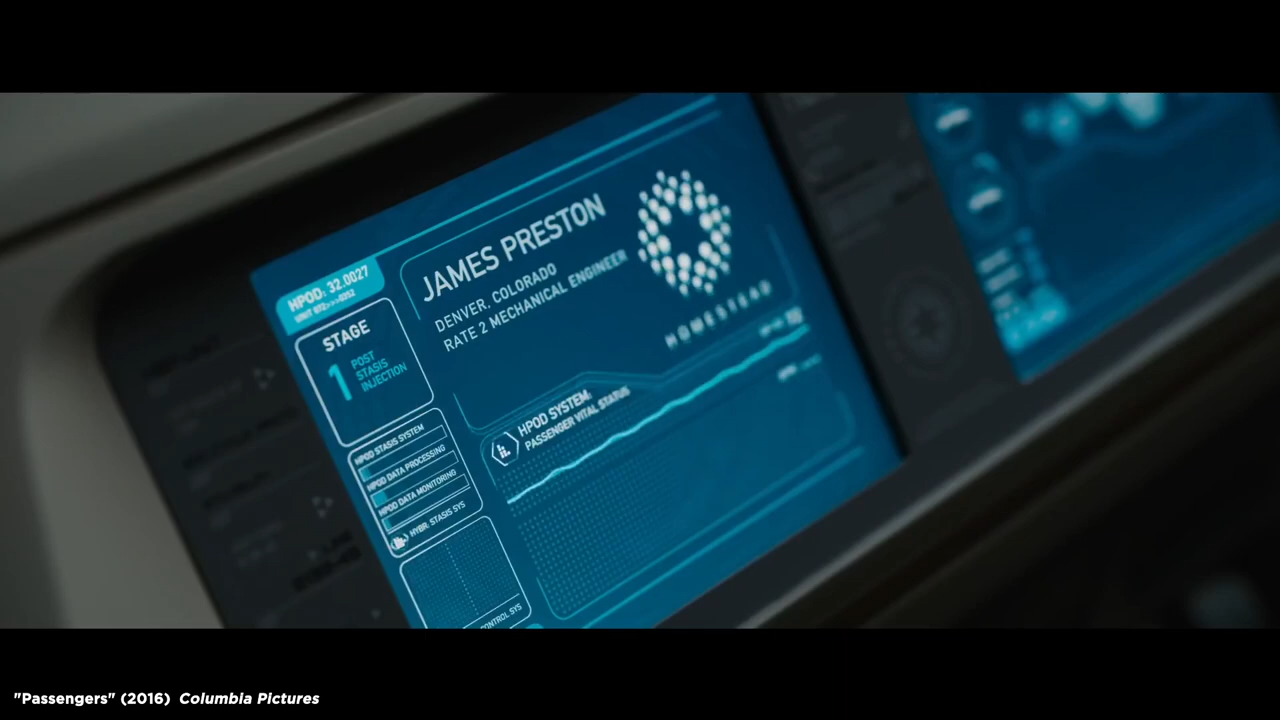 HPOD: 32.0027
STAGE
1 POST
STASIS
INJECTION
HPOD STASIS SYSTEM
HPOD DATA PROCESSING
HPOD DATA MONITORING
HYBR. STASIS SYS
CONTROL SYS
JAMES PRESTON
DENVER, COLORADO
RATE 2 MECHANICAL ENGINEER
HOMESTEAD
HPOD SYSTEM:
PASSENGER VITAL STATUS
"Passengers" (2016) Columbia Pictures